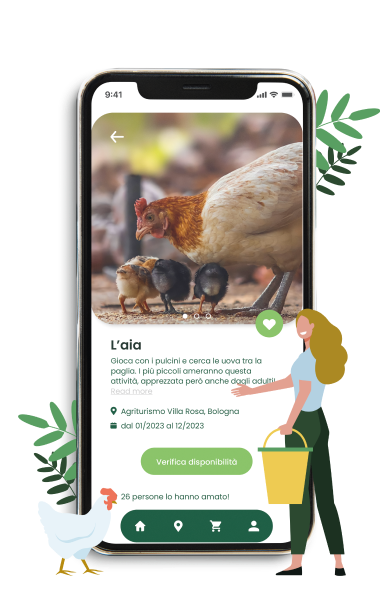 9:41
L'aia
Gioca con i pulcini e cerca le uova tra la
paglia. I più piccoli ameranno questa
attività, apprezzata però anche dagli adulti!
Read more
Agriturismo Villa Rosa, Bologna
dal 01/2023 al 12/2023
Verifica disponibilità
26 persone lo hanno amato!